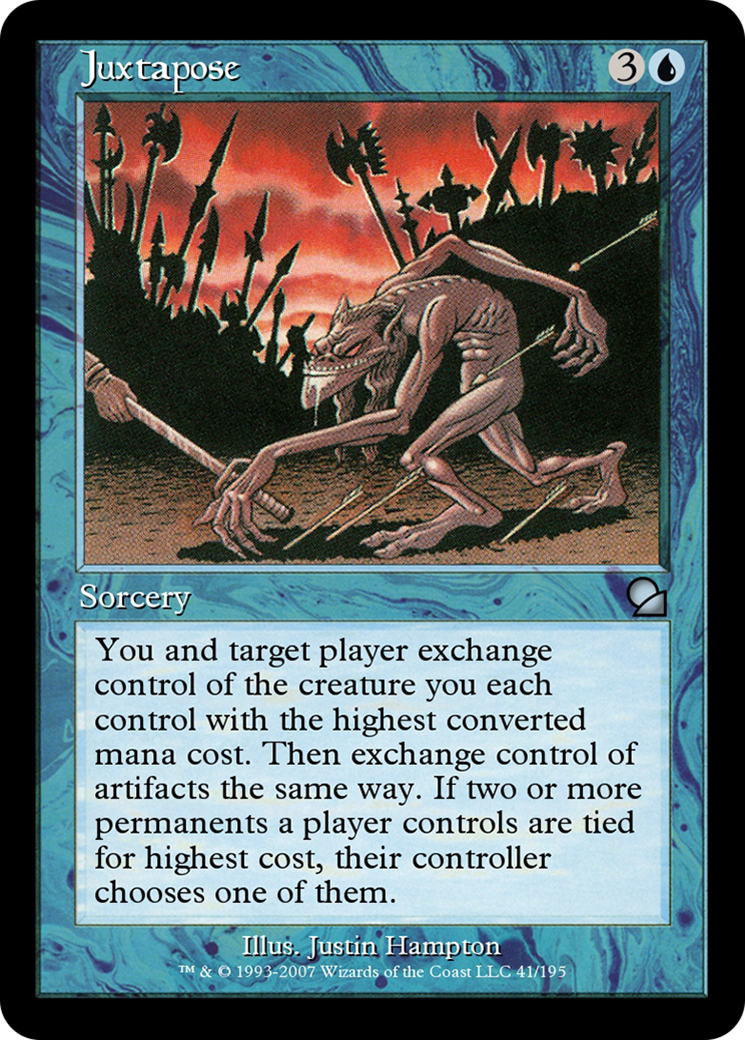 Juxtapose
3
Sorcery
You and target player exchange
control of the creature you each
control with the highest converted
mana cost. Then exchange control of
artifacts the same way. If two or more
permanents a player controls are tied
for highest cost, their controller
chooses one of them.
Illus. Justin Hampton
™ & © 1993-2007 Wizards of the Coast LLC 41/195